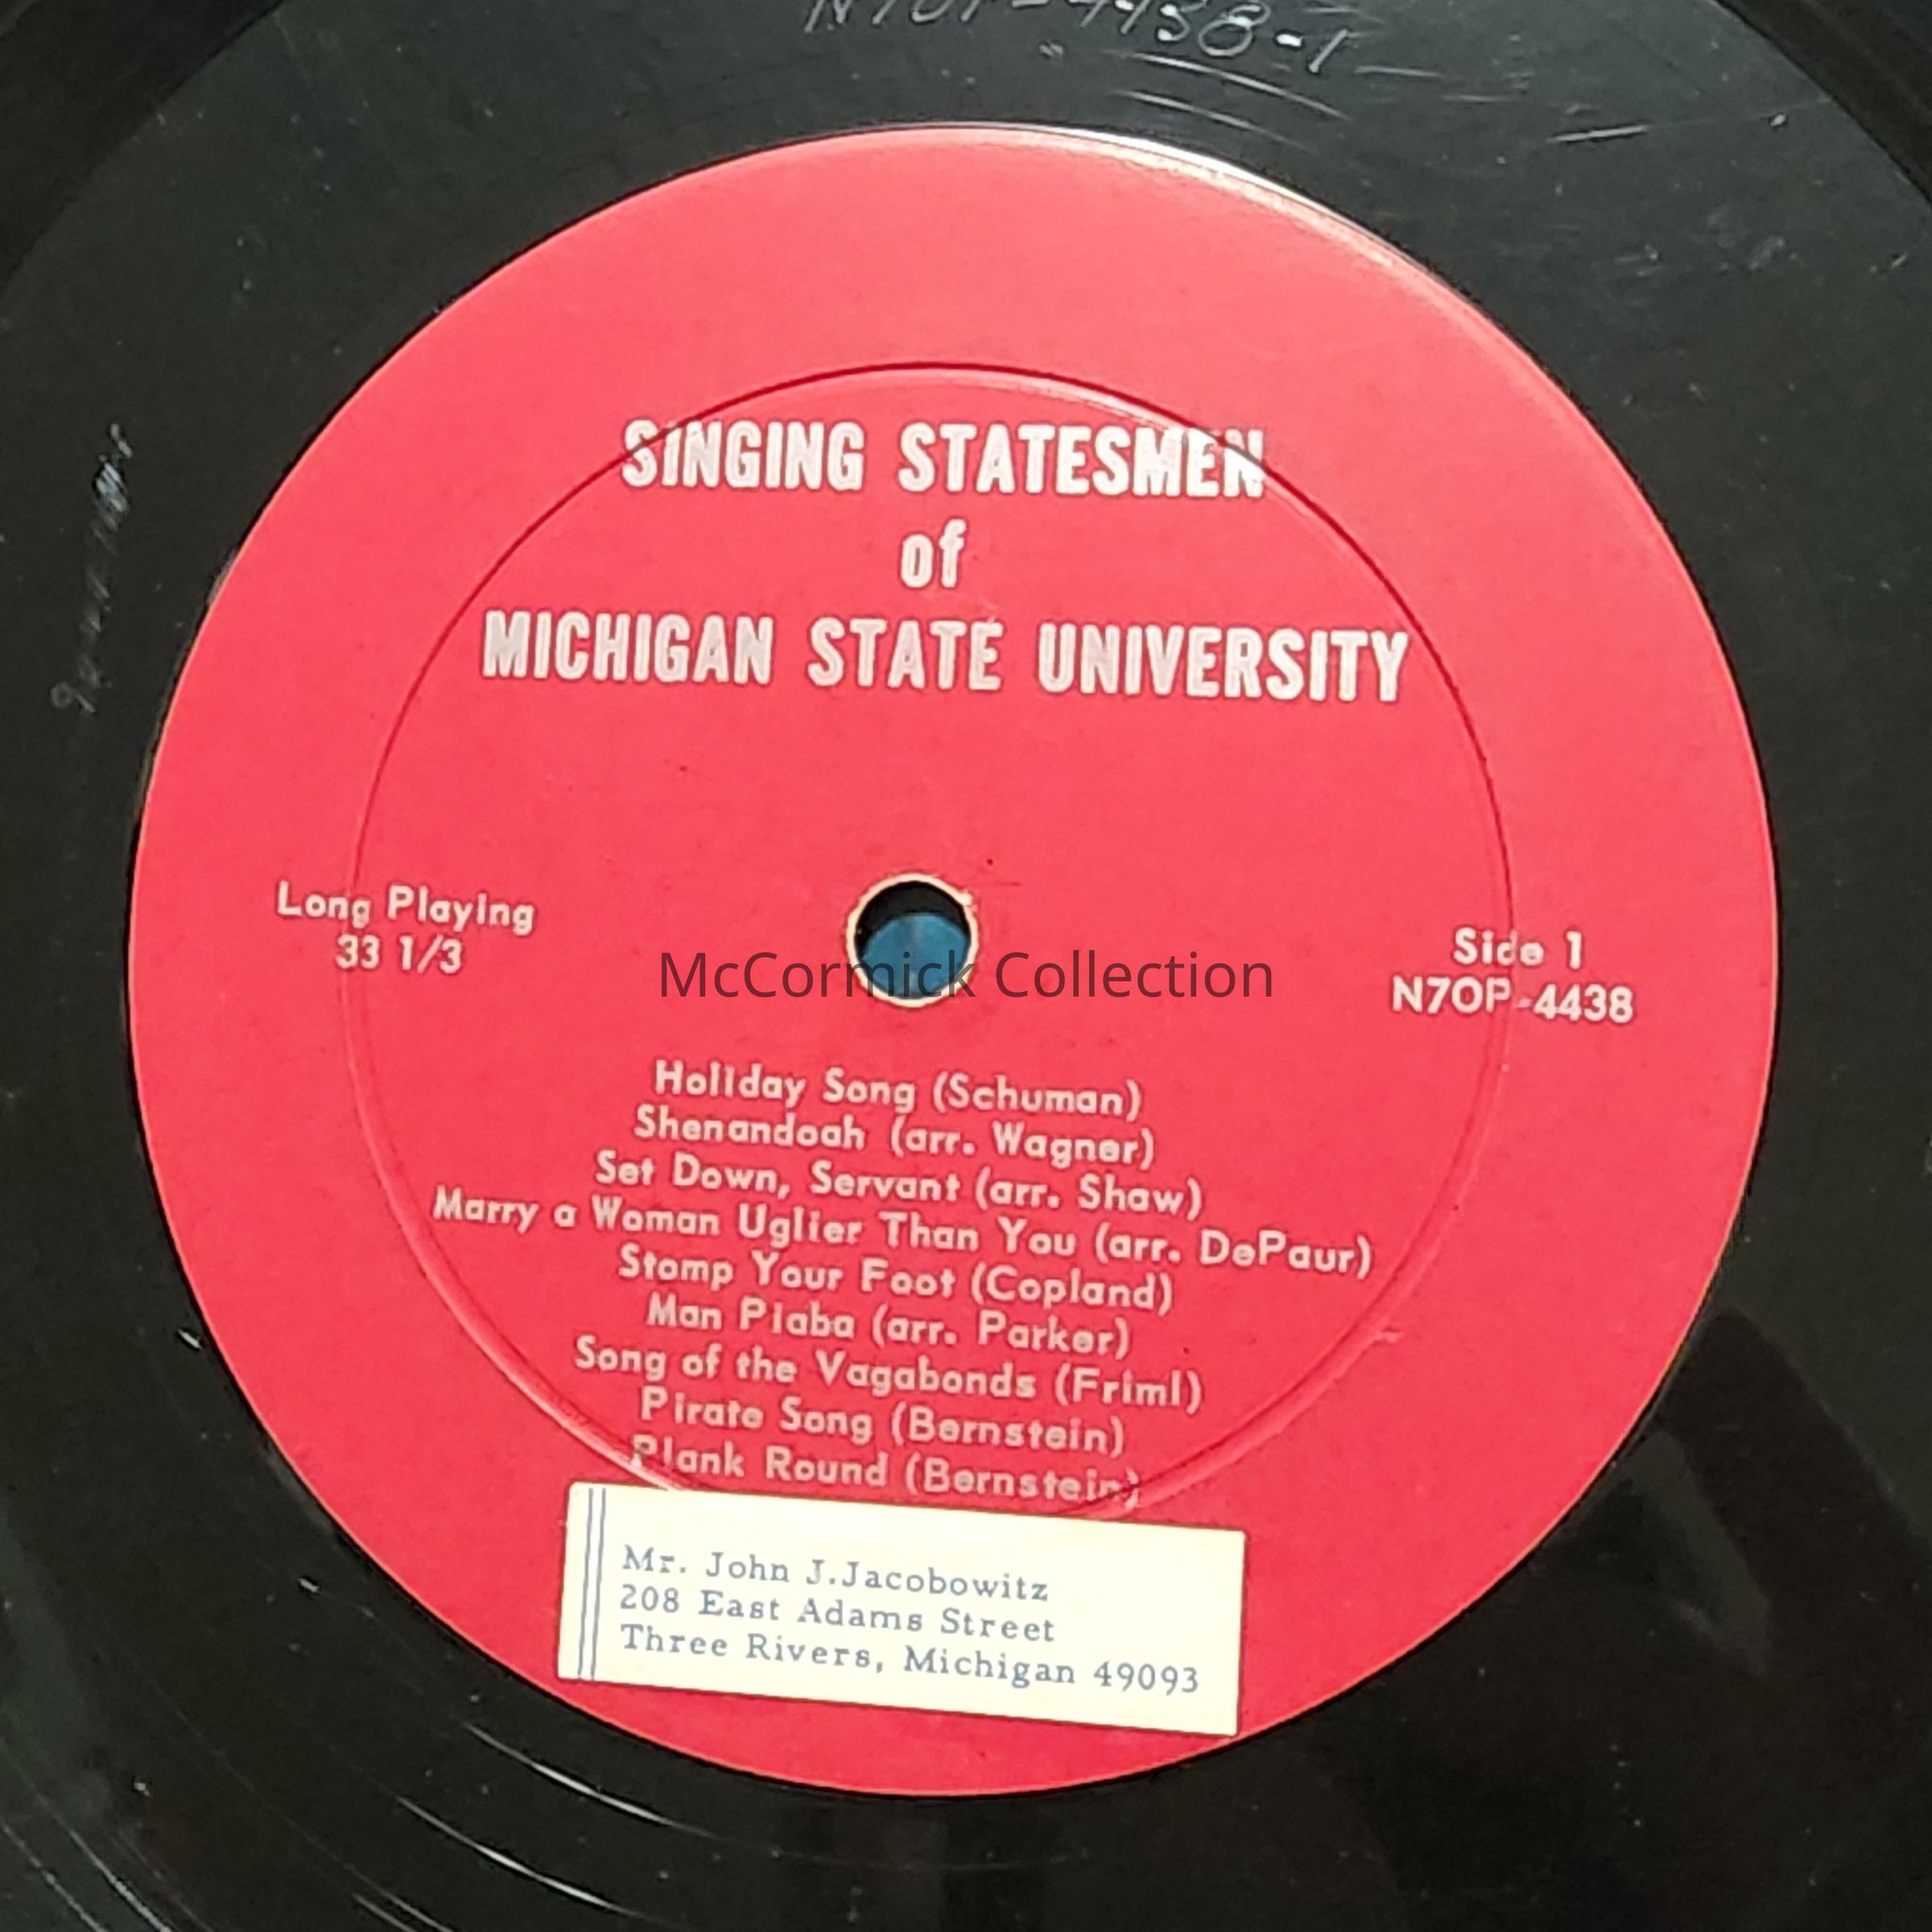 N7OP-4438-1
SINGING STATESMEN
of
MICHIGAN STATE UNIVERSITY
Long Playing
33 1/3
McCormick Collection
Side 1
N7OP-4438
Holiday Song (Schuman)
Shenandoah (arr. Wagner)
Set Down, Servant (arr. Shaw)
Marry a Woman Uglier Than You (arr. DePaur)
Stomp Your Foot (Copland)
Man Piaba (arr. Parker)
Song of the Vagabonds (Friml)
Pirate Song (Bernstein)
Plank Round (Bernstein)
Mr. John J.Jacobowitz
208 East Adams Street
Three Rivers, Michigan 49093